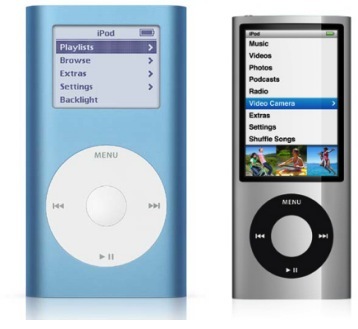 iPod
Playlists
Browse
Extras
Settings
Backlight
MENU
iPod
Music
Videos
Photos
Podcasts
Radio
Video Camera
Extras
Settings
Shuffle Songs
MENU